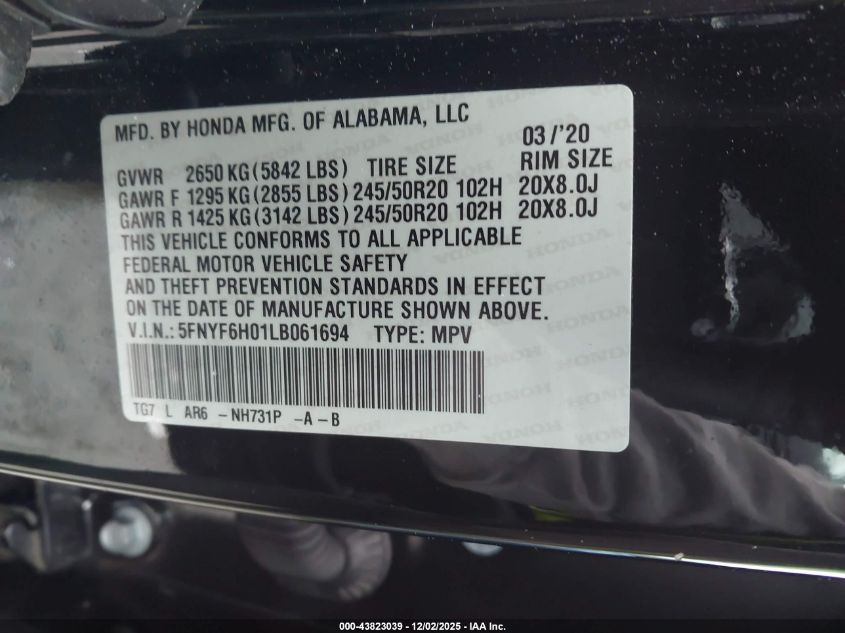 MFD. BY HONDA MFG. OF ALABAMA, LLC
03/'20
GVWR 2650 KG (5842 LBS) TIRE SIZE RIM SIZE
GAWR F 1295 KG (2855 LBS) 245/50R20 102H 20X8.0J
GAWR R 1425 KG (3142 LBS) 245/50R20 102H 20X8.0J
THIS VEHICLE CONFORMS TO ALL APPLICABLE
FEDERAL MOTOR VEHICLE SAFETY
AND THEFT PREVENTION STANDARDS IN EFFECT
ON THE DATE OF MANUFACTURE SHOWN ABOVE.
V.I.N.: 5FNYF6H01LB061694 TYPE: MPV
TG7 L AR6 -NH731P -A-B
000-43823039 - 12/02/2025 - IAA Inc.